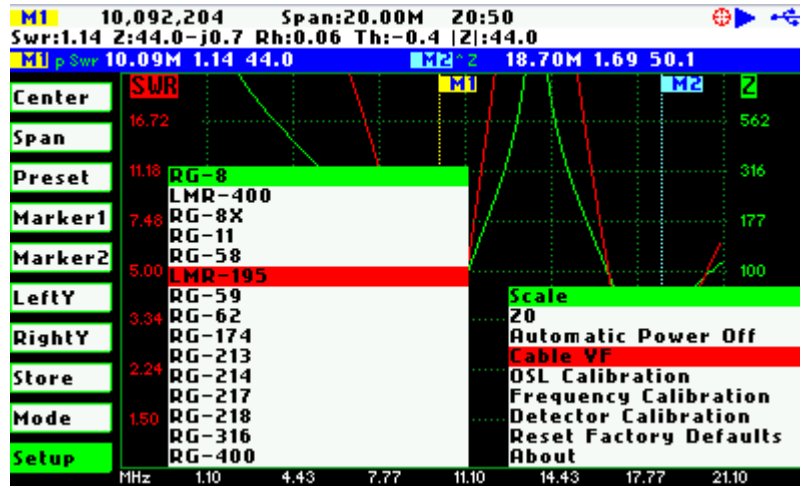 M1 10,092,204 Span:20.00M Z0:50
Swr:1.14 Z:44.0-j0.7 Rh:0.06 Th:-0.4 |Z|:44.0
M1 p Swr 10.09M 1.14 44.0 M2 ^ Z 18.70M 1.69 50.1
Center
Span
Preset
Marker1
Marker2
LeftY
RightY
Store
Mode
Setup
SWR
16.72
11.18
7.48
5.00
3.34
2.24
1.50
M1
M2
Z
562
316
177
100
RG-8
LMR-400
RG-8X
RG-11
RG-58
LMR-195
RG-59
RG-62
RG-174
RG-213
RG-214
RG-217
RG-218
RG-316
RG-400
Scale
Z0
Automatic Power Off
Cable VF
OSL Calibration
Frequency Calibration
Detector Calibration
Reset Factory Defaults
About
MHz 1.10 4.43 7.77 11.10 14.43 17.77 21.10